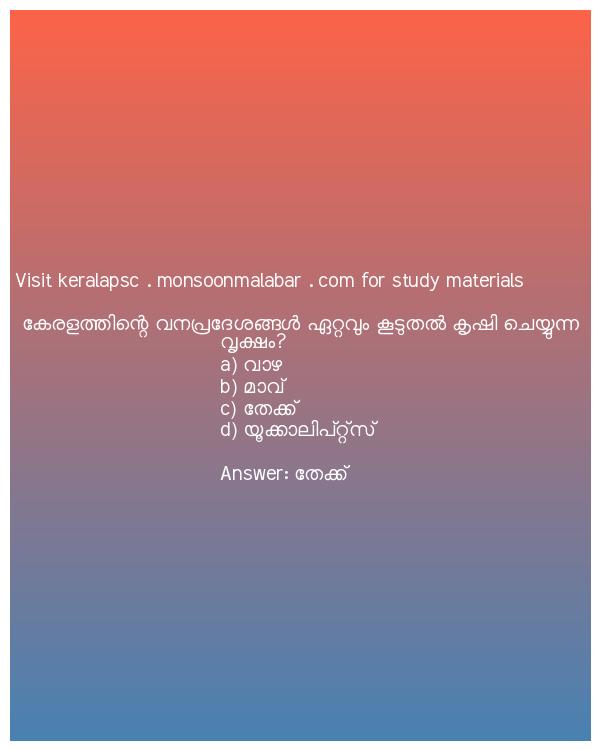 Visit keralapsc . monsoonmalabar . com for study materials
കേരളത്തിന്റെ വനപ്രദേശങ്ങൾ ഏറ്റവും കൂടുതൽ കൃഷി ചെയ്യുന്ന
വൃക്ഷം?
a) വാഴ
b) മാവ്
c) തേക്ക്
d) യൂക്കാലിപ്റ്റ്സ്
Answer: തേക്ക്